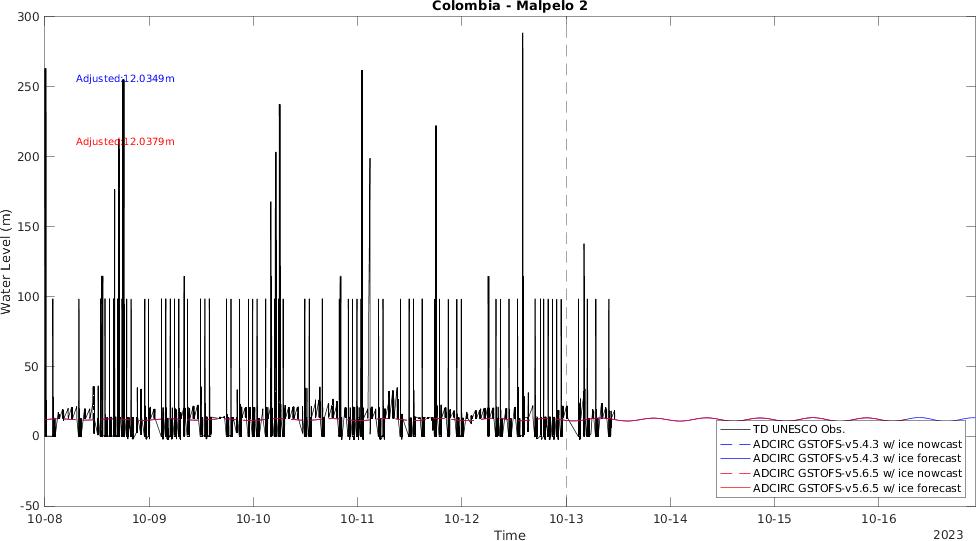 Colombia - Malpelo 2
300
250
200
150
100
50
0
-50
Water Level (m)
Adjusted:12.0349m
Adjusted:12.0379m
10-08
10-09
10-10
10-11
10-12
10-13
10-14
10-15
10-16
Time
2023
TD UNESCO Obs.
ADCIRC GSTOFS-v5.4.3 w/ ice nowcast
ADCIRC GSTOFS-v5.4.3 w/ ice forecast
ADCIRC GSTOFS-v5.6.5 w/ ice nowcast
ADCIRC GSTOFS-v5.6.5 w/ ice forecast